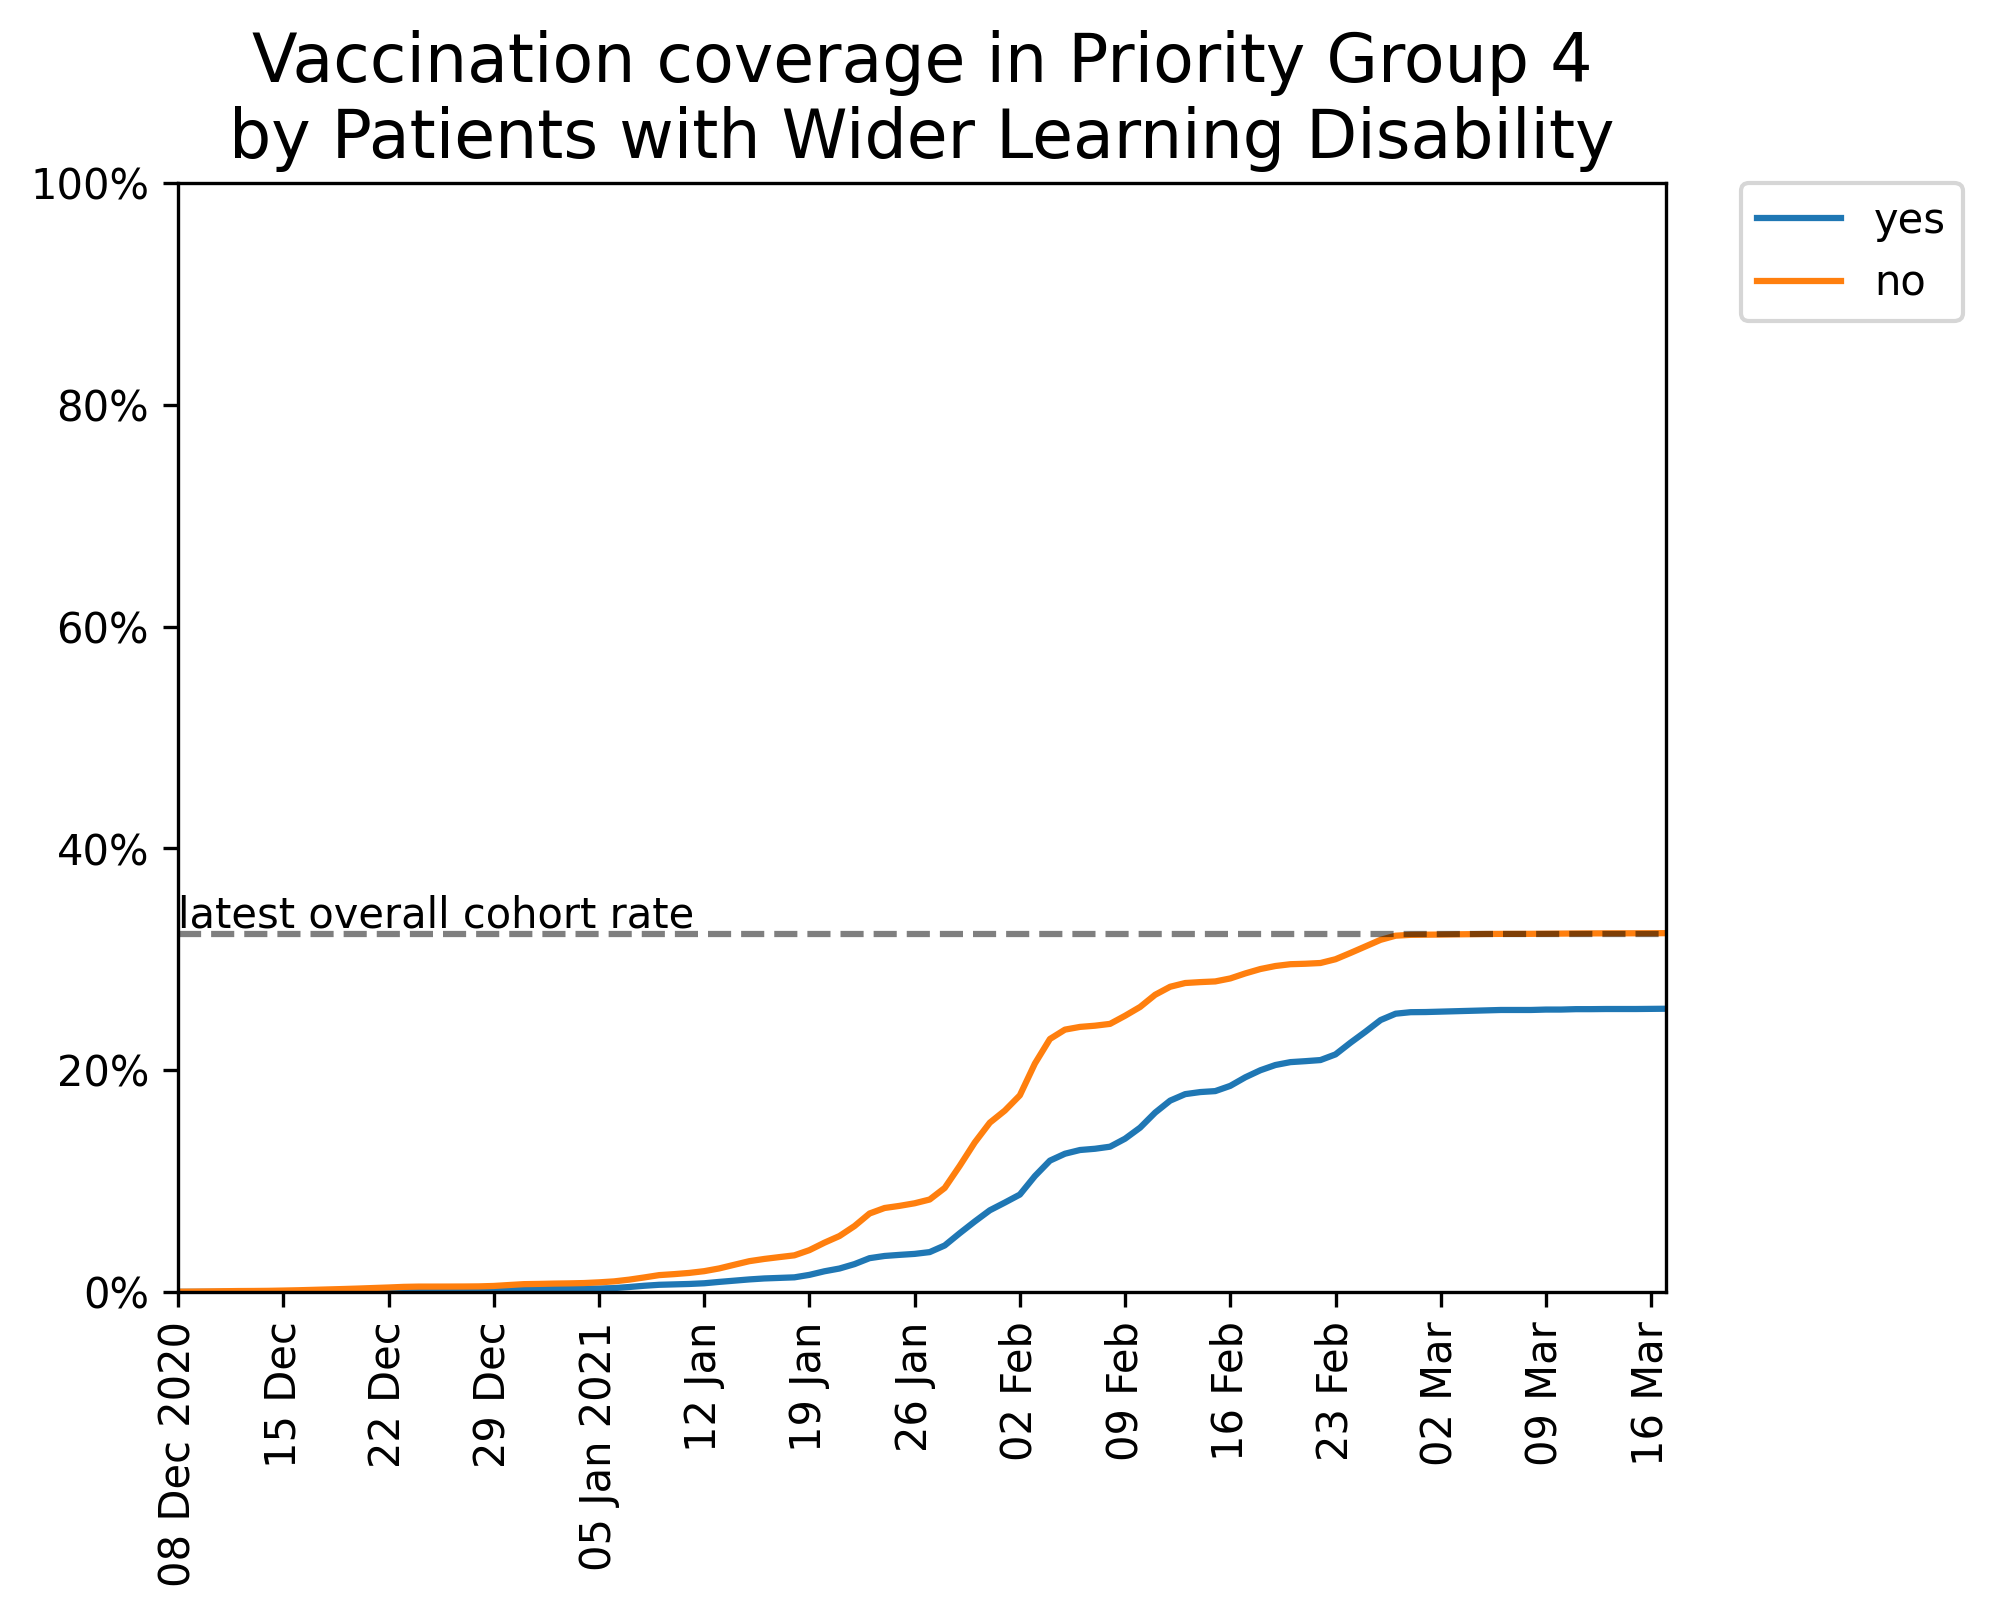 Vaccination coverage in Priority Group 4
by Patients with Wider Learning Disability
100%
80%
60%
40%
20%
0%
latest overall cohort rate
yes
no
08 Dec 2020
15 Dec
22 Dec
29 Dec
05 Jan 2021
12 Jan
19 Jan
26 Jan
02 Feb
09 Feb
16 Feb
23 Feb
02 Mar
09 Mar
16 Mar